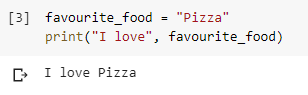 [3] favourite_food = "Pizza"
print("I love", favourite_food)
I love Pizza